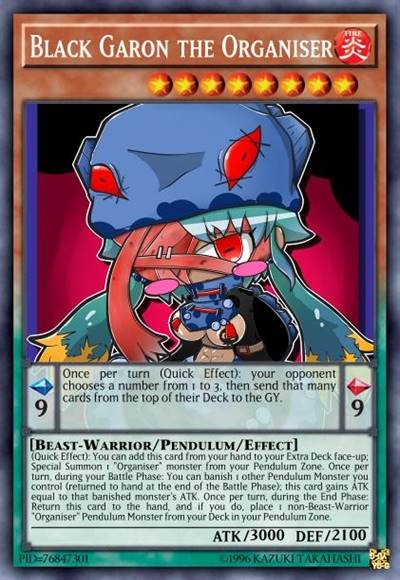 BLACK GARON THE ORGANISER
FIRE
炎
Once per turn (Quick Effect): your opponent
chooses a number from 1 to 3, then send that many
cards from the top of their Deck to the GY.
9
9
[BEAST-WARRIOR/PENDULUM/EFFECT]
(Quick Effect): You can add this card from your hand to your Extra Deck face-up;
Special Summon 1 "Organiser" monster from your Pendulum Zone. Once per
turn, during your Battle Phase: You can banish 1 other Pendulum Monster you
control (returned to hand at the end of the Battle Phase); this card gains ATK
equal to that banished monster's ATK. Once per turn, during the End Phase:
Return this card to the hand, and if you do, place 1 non-Beast-Warrior
"Organiser" Pendulum Monster from your Deck in your Pendulum Zone.
ATK/3000 DEF/2100
PID=76847301
©1996 KAZUKI TAKAHASHI